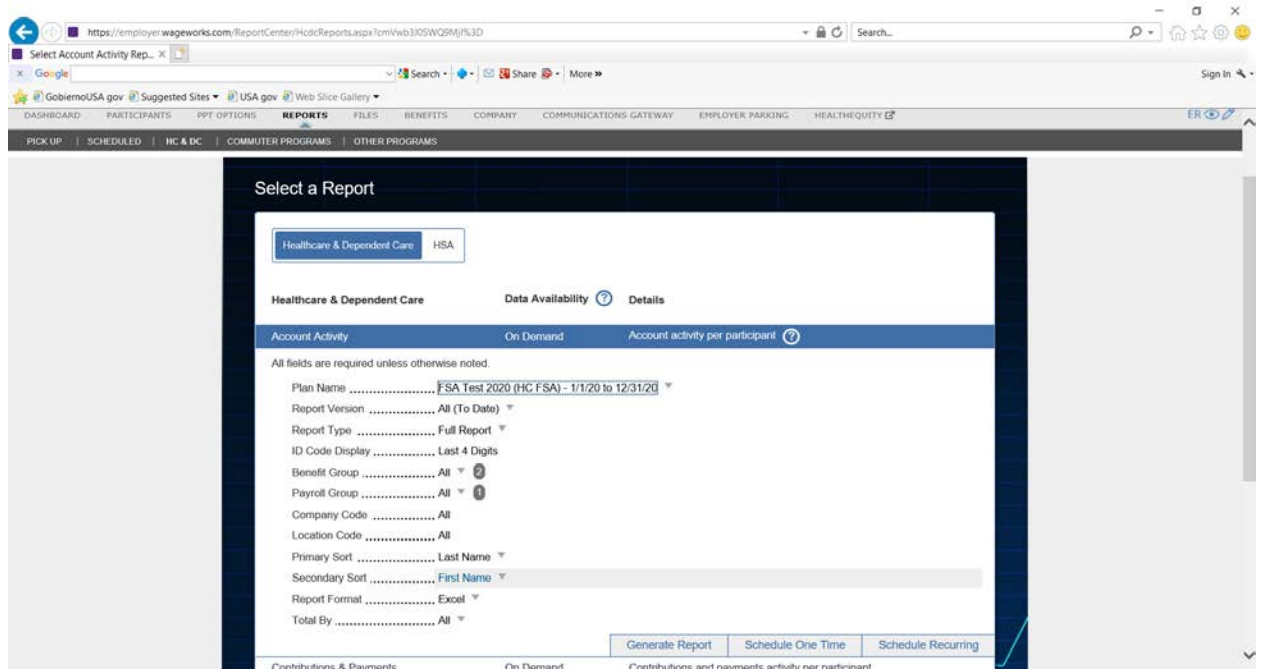 https://employer.wageworks.com/ReportCenter/HcdcReports.aspx?cmVwb3J0SWQ9Mjl%3D Search...
Select Account Activity Rep...
x Google Search Share More »
GobiernoUSA gov Suggested Sites USA gov Web Slice Gallery Sign In
DASHBOARD PARTICIPANTS PPT OPTIONS REPORTS FILES BENEFITS COMPANY COMMUNICATIONS GATEWAY EMPLOYER PARKING HEALTHEQUITY ER
PICK UP | SCHEDULED | HC & DC | COMMUTER PROGRAMS | OTHER PROGRAMS
Select a Report
Healthcare & Dependent Care HSA
Healthcare & Dependent Care Data Availability ? Details
Account Activity On Demand Account activity per participant ?
All fields are required unless otherwise noted.
Plan Name ...................... FSA Test 2020 (HC FSA) - 1/1/20 to 12/31/20
Report Version ................. All (To Date)
Report Type .................... Full Report
ID Code Display ................ Last 4 Digits
Benefit Group ................... All 2
Payroll Group ................... All 1
Company Code ................. All
Location Code ................... All
Primary Sort .................... Last Name
Secondary Sort ................. First Name
Report Format .................. Excel
Total By .......................... All
Generate Report Schedule One Time Schedule Recurring
Contributions & Payments On Demand Contributions and payments activity per participant